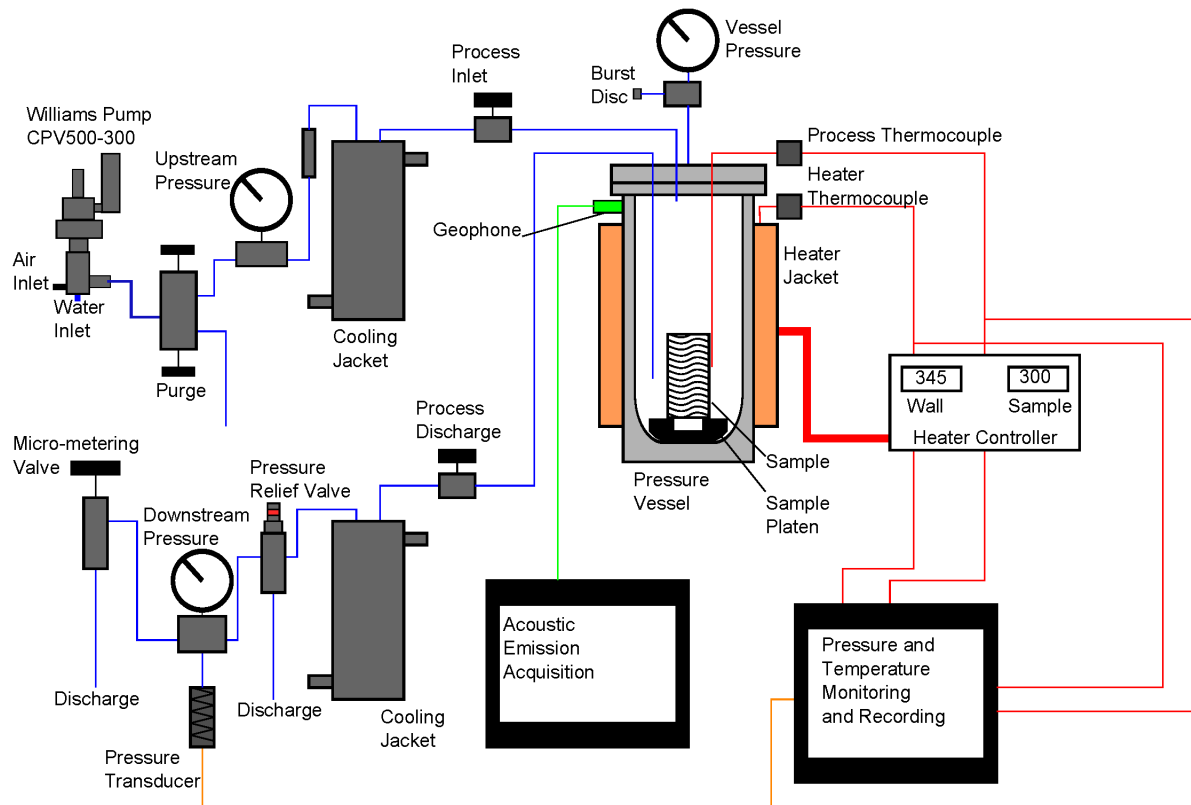 Vessel
Pressure
Process
Inlet
Burst
Disc
Williams Pump
CPV500-300
Upstream
Pressure
Process Thermocouple
Heater
Thermocouple
Geophone
Air
Inlet
Water
Inlet
Heater
Jacket
Cooling
Jacket
Purge
345
300
Wall
Sample
Heater Controller
Process
Discharge
Micro-metering
Valve
Pressure
Relief Valve
Sample
Pressure
Vessel
Sample
Platen
Downstream
Pressure
Acoustic
Emission
Acquisition
Pressure and
Temperature
Monitoring
and Recording
Discharge
Discharge
Cooling
Jacket
Pressure
Transducer